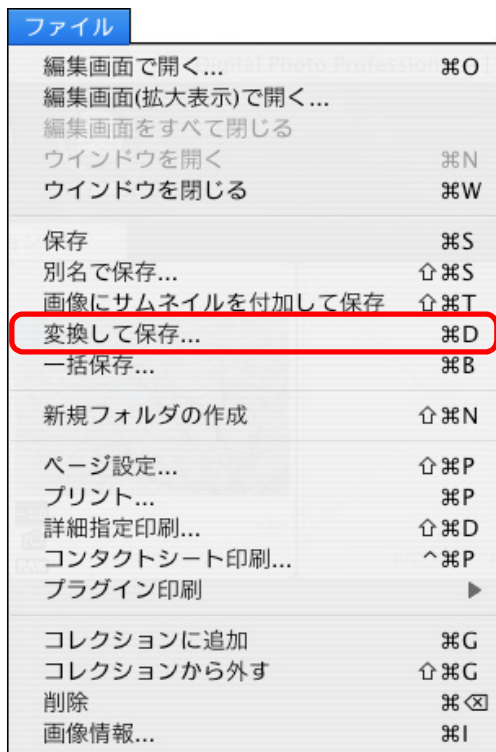 ファイル
編集画面で開く... ⌘O
編集画面(拡大表示)で開く...
編集画面をすべて閉じる
ウインドウを開く ⌘N
ウインドウを閉じる ⌘W
保存 ⌘S
別名で保存... ⇧⌘S
画像にサムネイルを付加して保存 ⇧⌘T
変換して保存... ⌘D
一括保存... ⌘B
新規フォルダの作成 ⇧⌘N
ページ設定... ⇧⌘P
プリント... ⌘P
詳細指定印刷... ⇧⌘D
コンタクトシート印刷... ^⌘P
プラグイン印刷 ▶
コレクションに追加 ⌘G
コレクションから外す ⇧⌘G
削除 ⌘⌫
画像情報... ⌘I